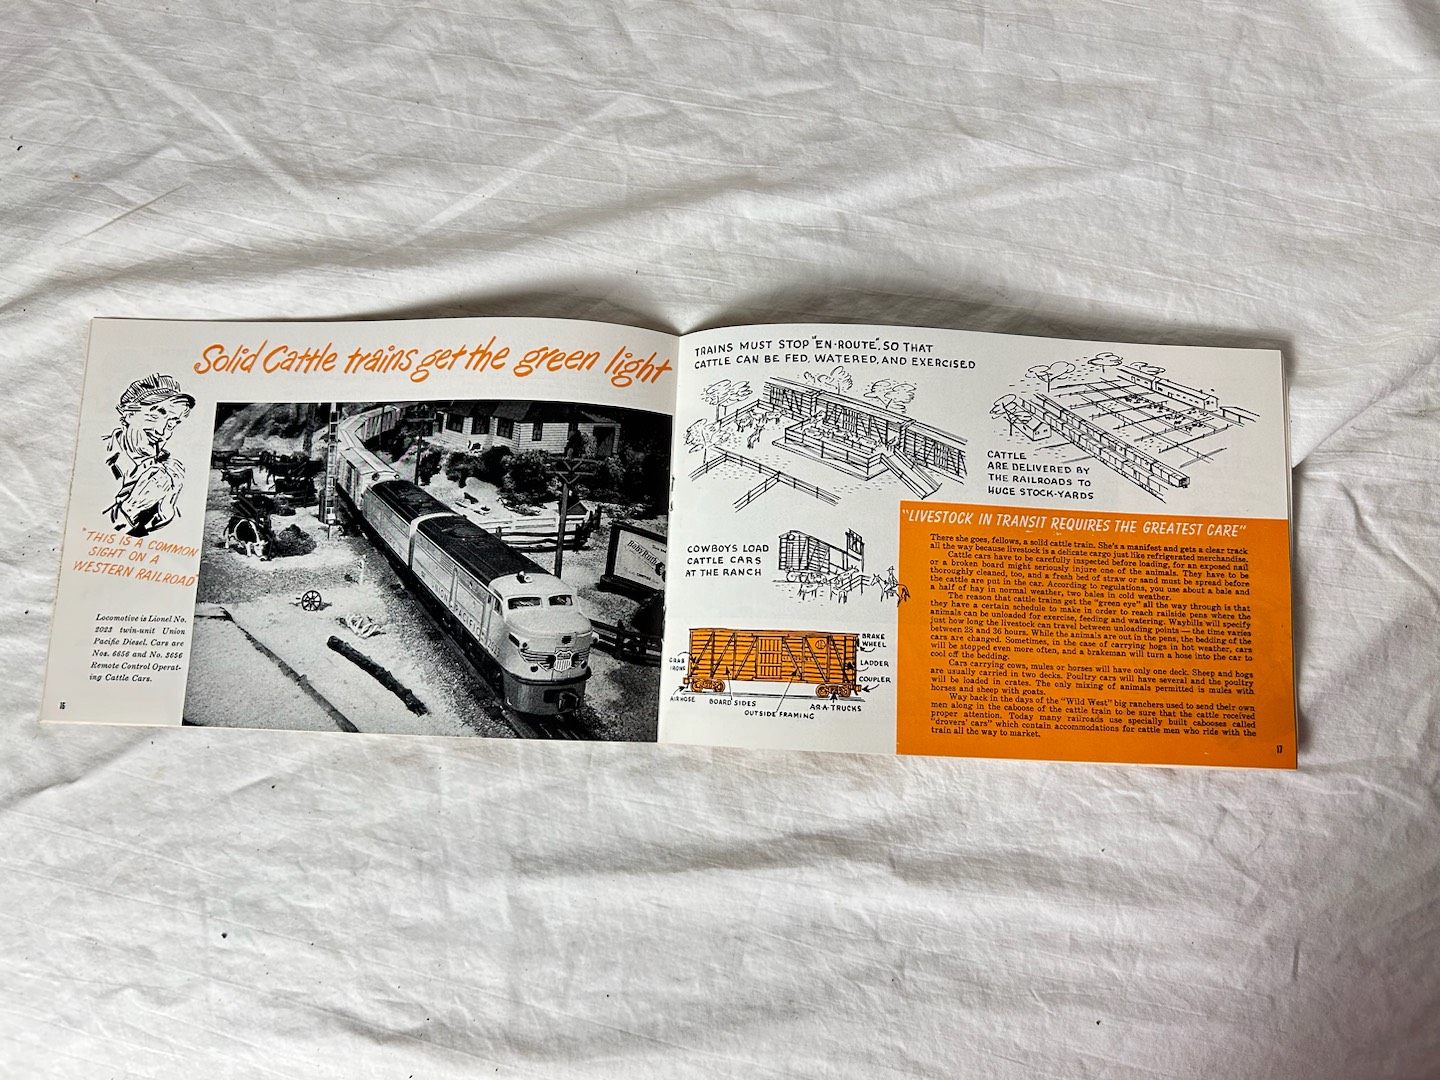 Solid Cattle trains get the green light
"THIS IS A COMMON
SIGHT ON A
WESTERN RAILROAD"
Locomotive is Lionel No.
2023 twin-unit Union
Pacific Diesel. Cars are
Nos. 6656 and No. 3656
Remote Control Operat-
ing Cattle Cars.
16
UNION PACIFIC
Baby Ruth
TRAINS MUST STOP "EN-ROUTE", SO THAT
CATTLE CAN BE FED, WATERED, AND EXERCISED
CATTLE
ARE DELIVERED BY
THE RAILROADS TO
HUGE STOCK-YARDS
COWBOYS LOAD
CATTLE CARS
AT THE RANCH
BRAKE
WHEEL
LADDER
COUPLER
GRAB
IRONS
AIR HOSE
BOARD SIDES
OUTSIDE FRAMING
A·R·A·TRUCKS
"LIVESTOCK IN TRANSIT REQUIRES THE GREATEST CARE"
There she goes, fellows, a solid cattle train. She's a manifest and gets a clear track
all the way because livestock is a delicate cargo just like refrigerated merchandise.
Cattle cars have to be carefully inspected before loading, for an exposed nail
or a broken board might seriously injure one of the animals. They have to be
thoroughly cleaned, too, and a fresh bed of straw or sand must be spread before
the cattle are put in the car. According to regulations, you use about a bale and
a half of hay in normal weather, two bales in cold weather.
The reason that cattle trains get the "green eye" all the way through is that
they have a certain schedule to make in order to reach railside pens where the
animals can be unloaded for exercise, feeding and watering. Waybills will specify
just how long the livestock can travel between unloading points — the time varies
between 28 and 36 hours. While the animals are out in the pens, the bedding of the
cars are changed. Sometimes, in the case of carrying hogs in hot weather, cars
will be stopped even more often, and a brakeman will turn a hose into the car to
cool off the bedding.
Cars carrying cows, mules or horses will have only one deck. Sheep and hogs
are usually carried in two decks. Poultry cars will have several and the poultry
will be loaded in crates. The only mixing of animals permitted is mules with
horses and sheep with goats.
Way back in the days of the "Wild West" big ranchers used to send their own
men along in the caboose of the cattle train to be sure that the cattle received
proper attention. Today many railroads use specially built cabooses called
"drovers' cars" which contain accommodations for cattle men who ride with the
train all the way to market.
17